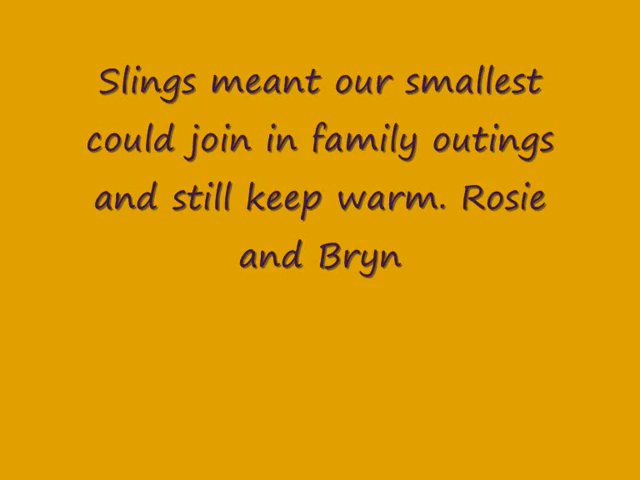 Slings meant our smallest
could join in family outings
and still keep warm. Rosie
and Bryn